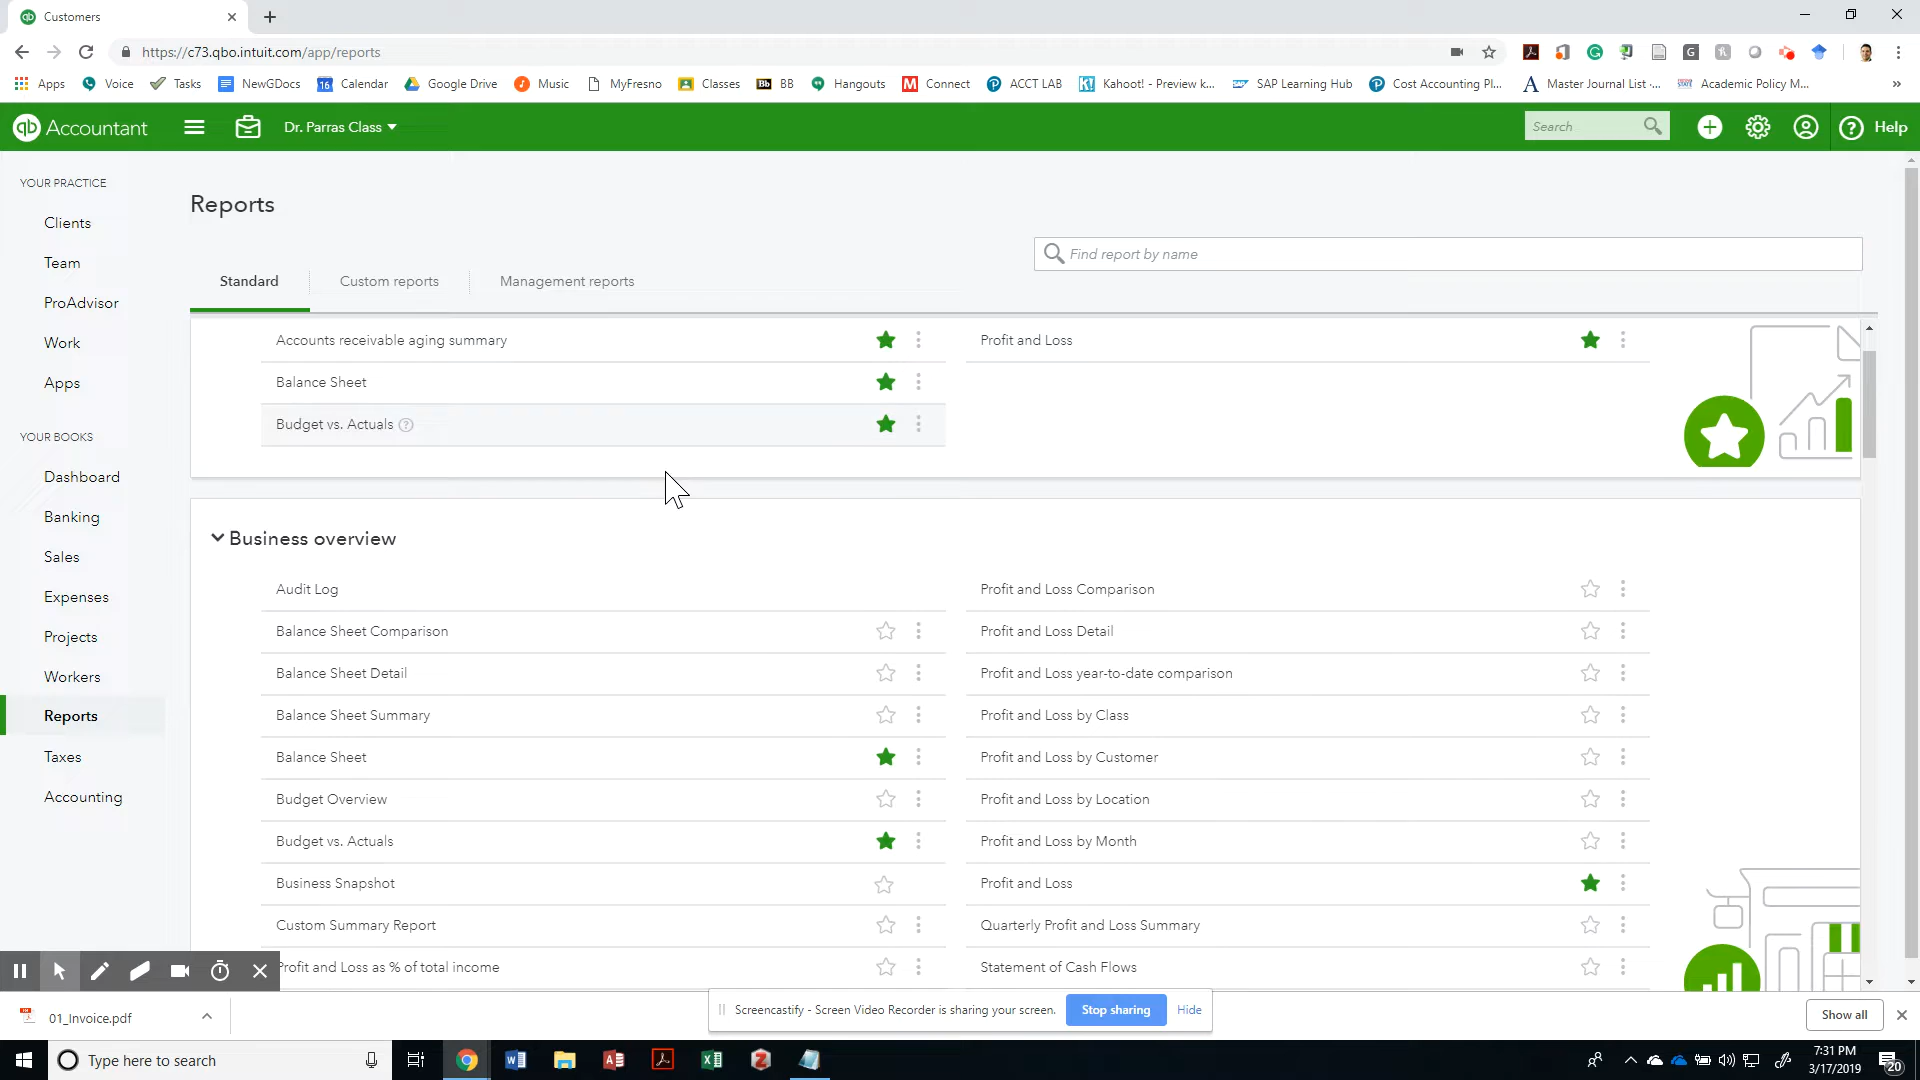 Customers
https://c73.qbo.intuit.com/app/reports
Apps Voice Tasks NewGDocs Calendar Google Drive Music MyFresno Classes BB Hangouts Connect ACCT LAB Kahoot! - Preview k... SAP Learning Hub Cost Accounting Pl... Master Journal List -... Academic Policy M... »
qb Accountant Dr. Parras Class Search Help
YOUR PRACTICE
Clients
Team
ProAdvisor
Work
Apps
YOUR BOOKS
Dashboard
Banking
Sales
Expenses
Projects
Workers
Reports
Taxes
Accounting
Reports
Find report by name
Standard Custom reports Management reports
Accounts receivable aging summary Profit and Loss
Balance Sheet
Budget vs. Actuals ?
Business overview
Audit Log Profit and Loss Comparison
Balance Sheet Comparison Profit and Loss Detail
Balance Sheet Detail Profit and Loss year-to-date comparison
Balance Sheet Summary Profit and Loss by Class
Balance Sheet Profit and Loss by Customer
Budget Overview Profit and Loss by Location
Budget vs. Actuals Profit and Loss by Month
Business Snapshot Profit and Loss
Custom Summary Report Quarterly Profit and Loss Summary
Profit and Loss as % of total income Statement of Cash Flows
01_Invoice.pdf
Screencastify - Screen Video Recorder is sharing your screen. Stop sharing Hide
Show all
Type here to search
7:31 PM
3/17/2019
20